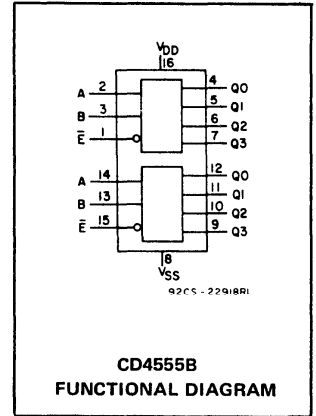 VDD
16
A 2 4 Q0
B 3 5 Q1
6 Q2
E̅ 1 7 Q3
A 14 12 Q0
B 13 11 Q1
10 Q2
E̅ 15 9 Q3
8
VSS
92CS-22918R1
CD4555B
FUNCTIONAL DIAGRAM